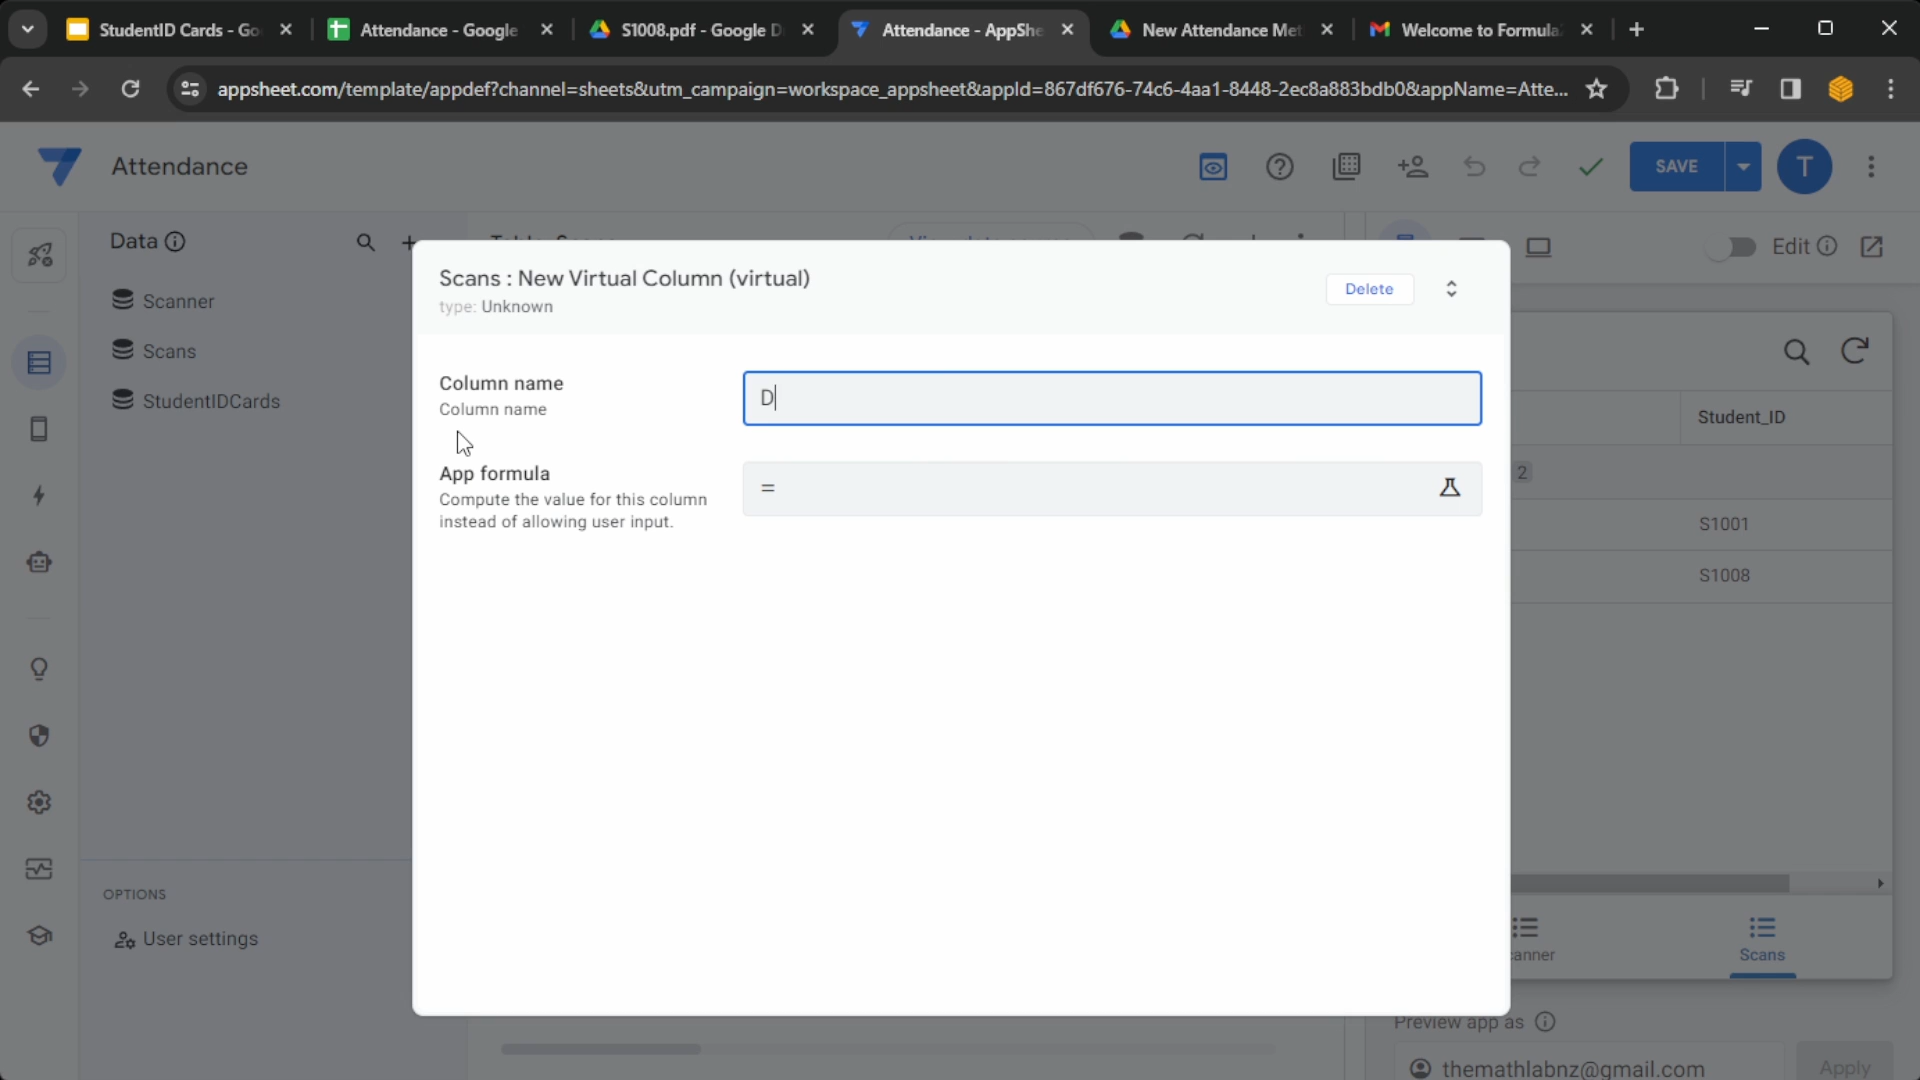 StudentID Cards - Go
Attendance - Google
S1008.pdf - Google D
Attendance - AppShe
New Attendance Met
Welcome to Formula
appsheet.com/template/appdef?channel=sheets&utm_campaign=workspace_appsheet&appId=867df676-74c6-4aa1-8448-2ec8a883bdb0&appName=Atte...
Attendance
SAVE
T
Data
Edit
Scanner
Scans
StudentIDCards
Scans : New Virtual Column (virtual)
type: Unknown
Delete
Column name
Column name
D
App formula
Compute the value for this column
instead of allowing user input.
=
Student_ID
2
S1001
S1008
OPTIONS
User settings
anner
Scans
Preview app as
themathlabnz@gmail.com
Apply